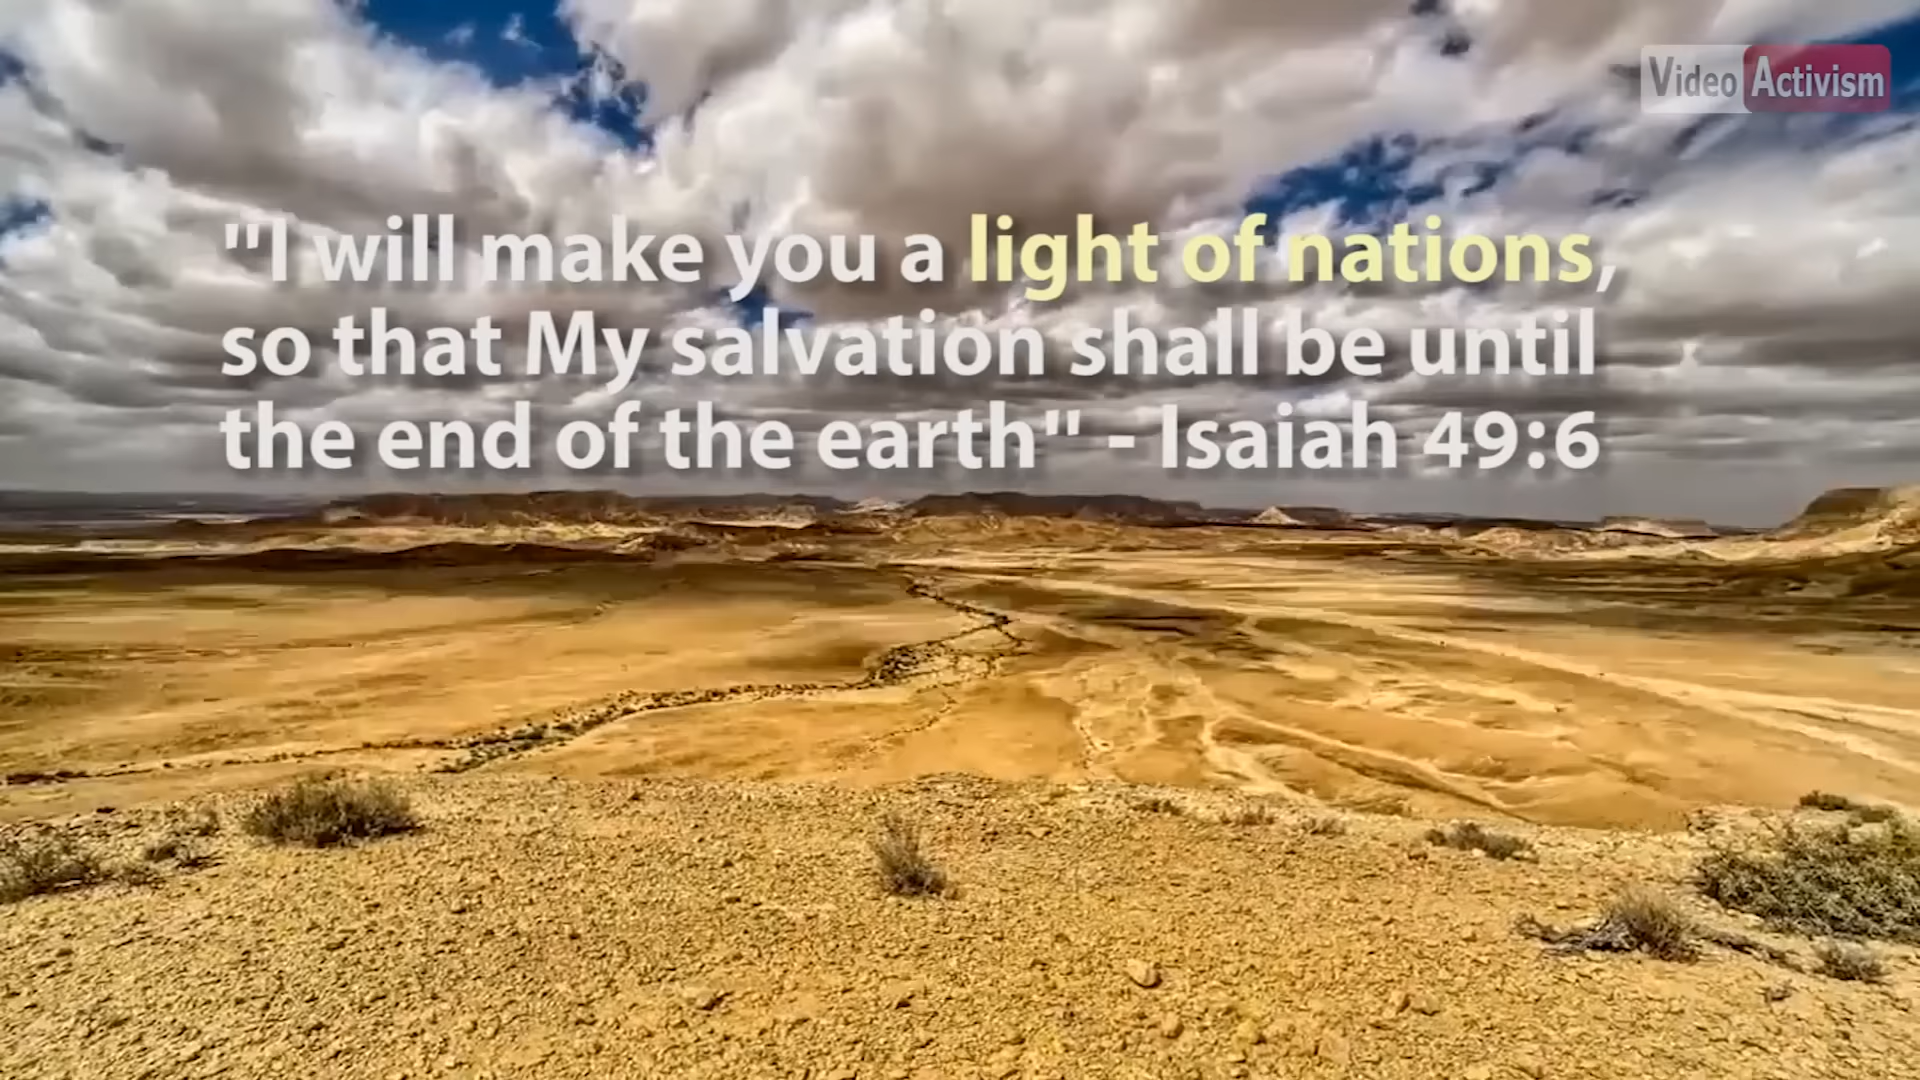 Video Activism
"I will make you a light of nations,
so that My salvation shall be until
the end of the earth" - Isaiah 49:6